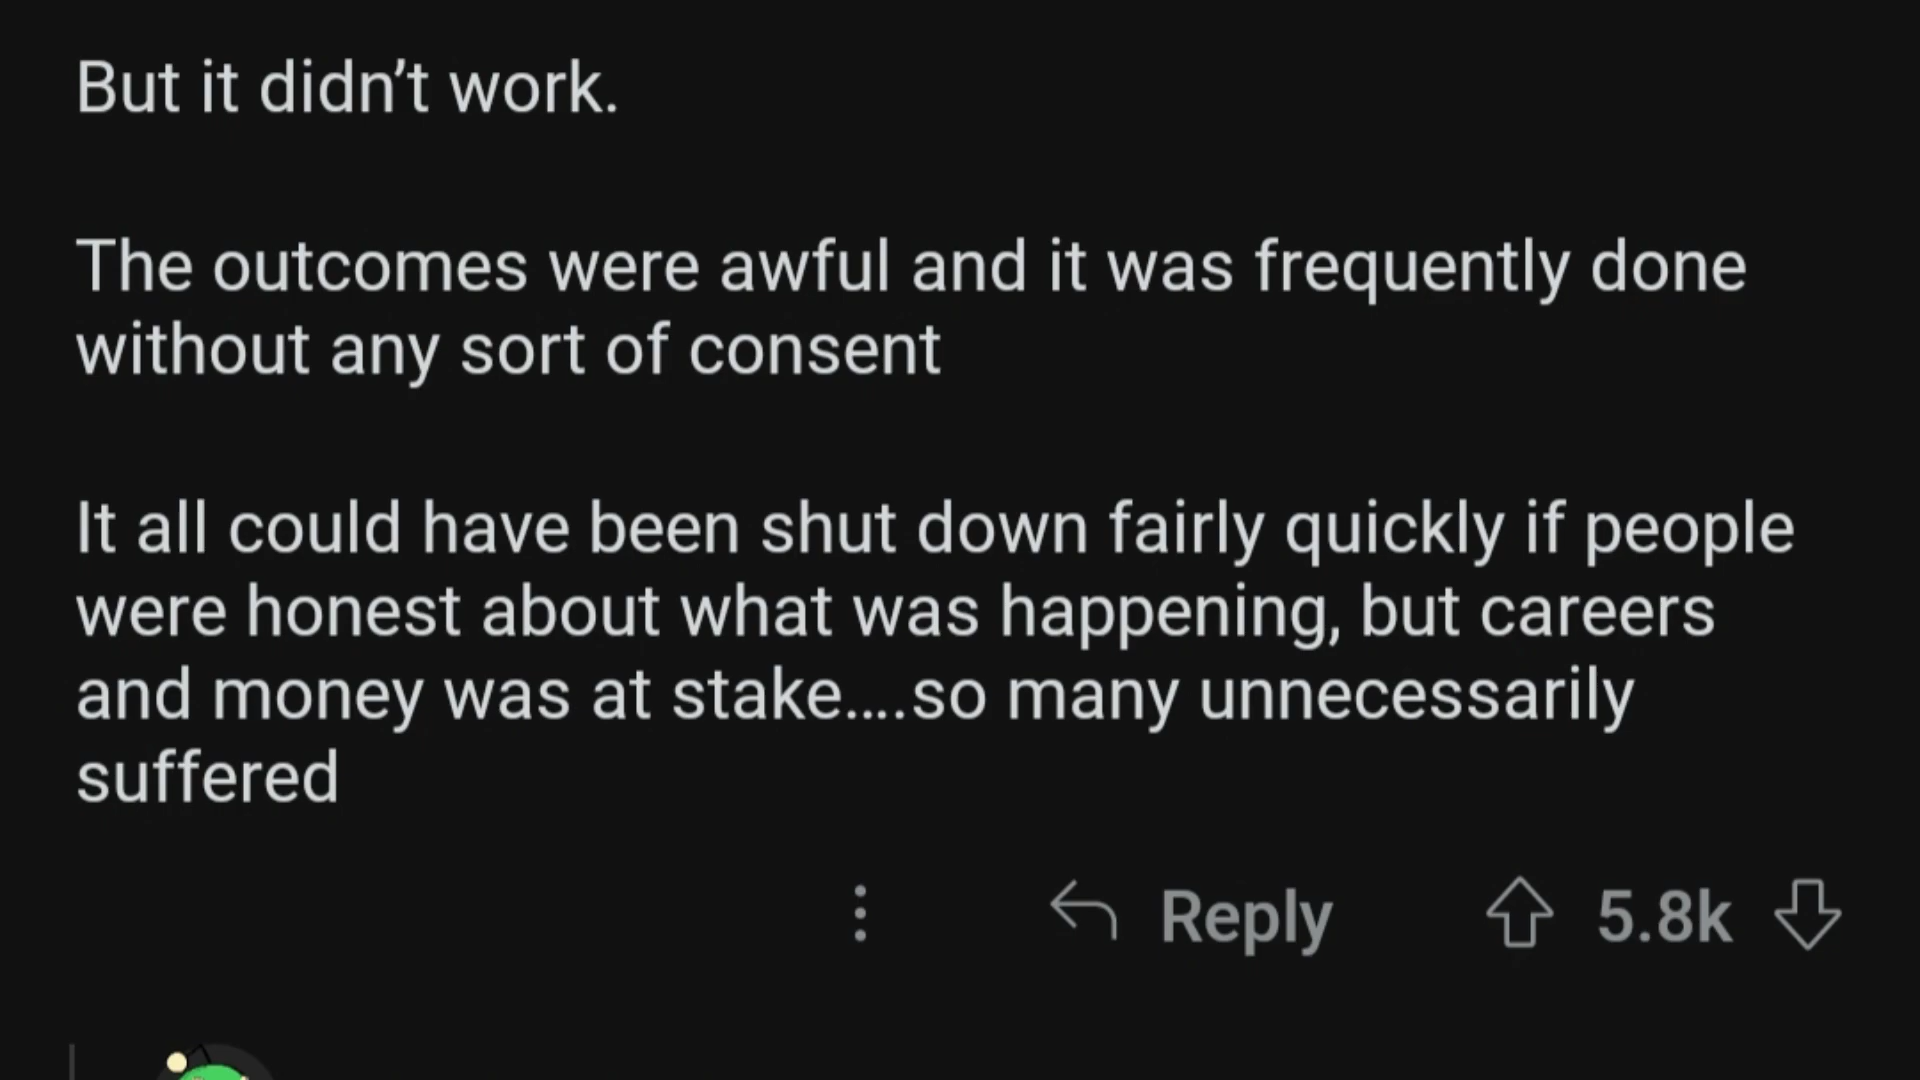 But it didn’t work.
The outcomes were awful and it was frequently done
without any sort of consent
It all could have been shut down fairly quickly if people
were honest about what was happening, but careers
and money was at stake....so many unnecessarily
suffered
Reply 5.8k